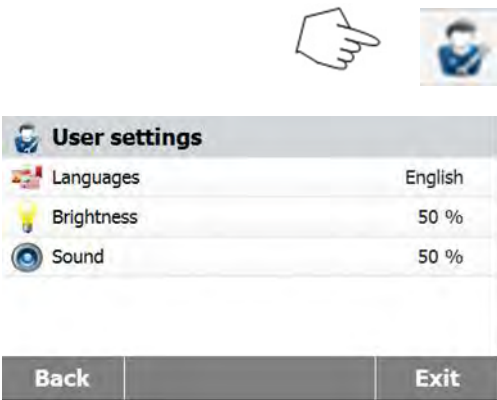 User settings
Languages English
Brightness 50 %
Sound 50 %
Back Exit